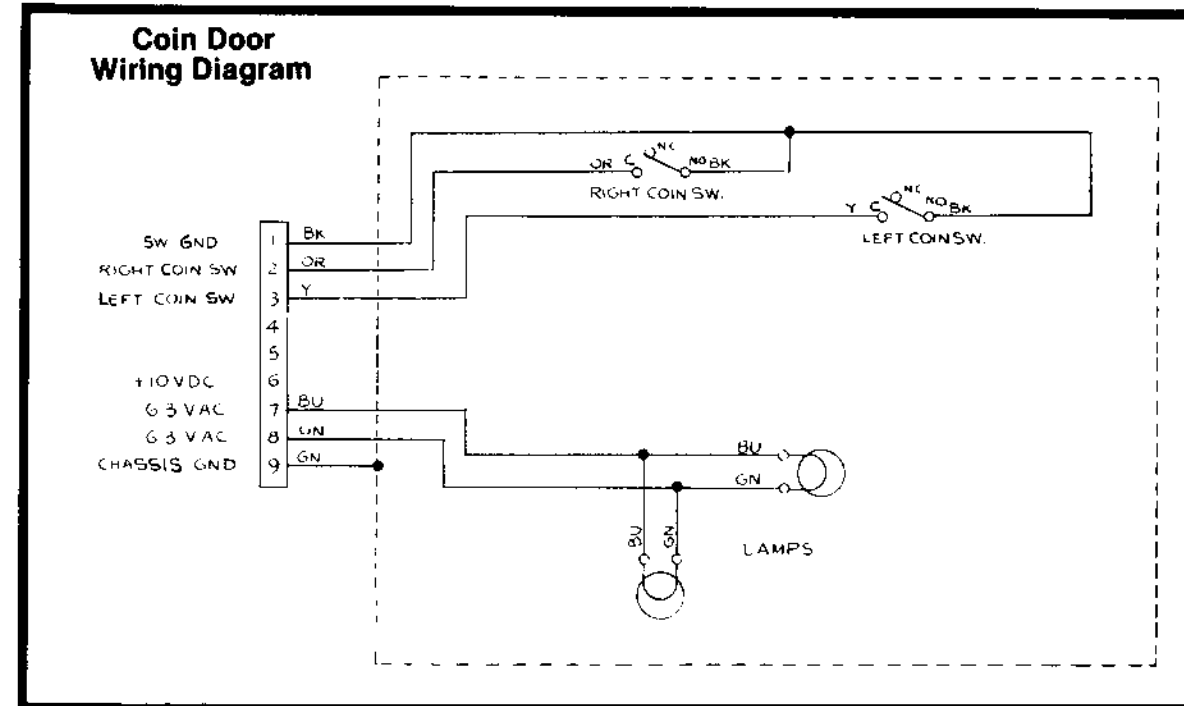 Coin Door
Wiring Diagram
OR C NC NO BK
RIGHT COIN SW.
Y C NC NO BK
LEFT COIN SW.
SW GND 1 BK
RIGHT COIN SW 2 OR
LEFT COIN SW 3 Y
4
5
+10VDC 6
6 3 VAC 7 BU
6 3 VAC 8 GN
CHASSIS GND 9 GN
BU
GN
BU GN
LAMPS